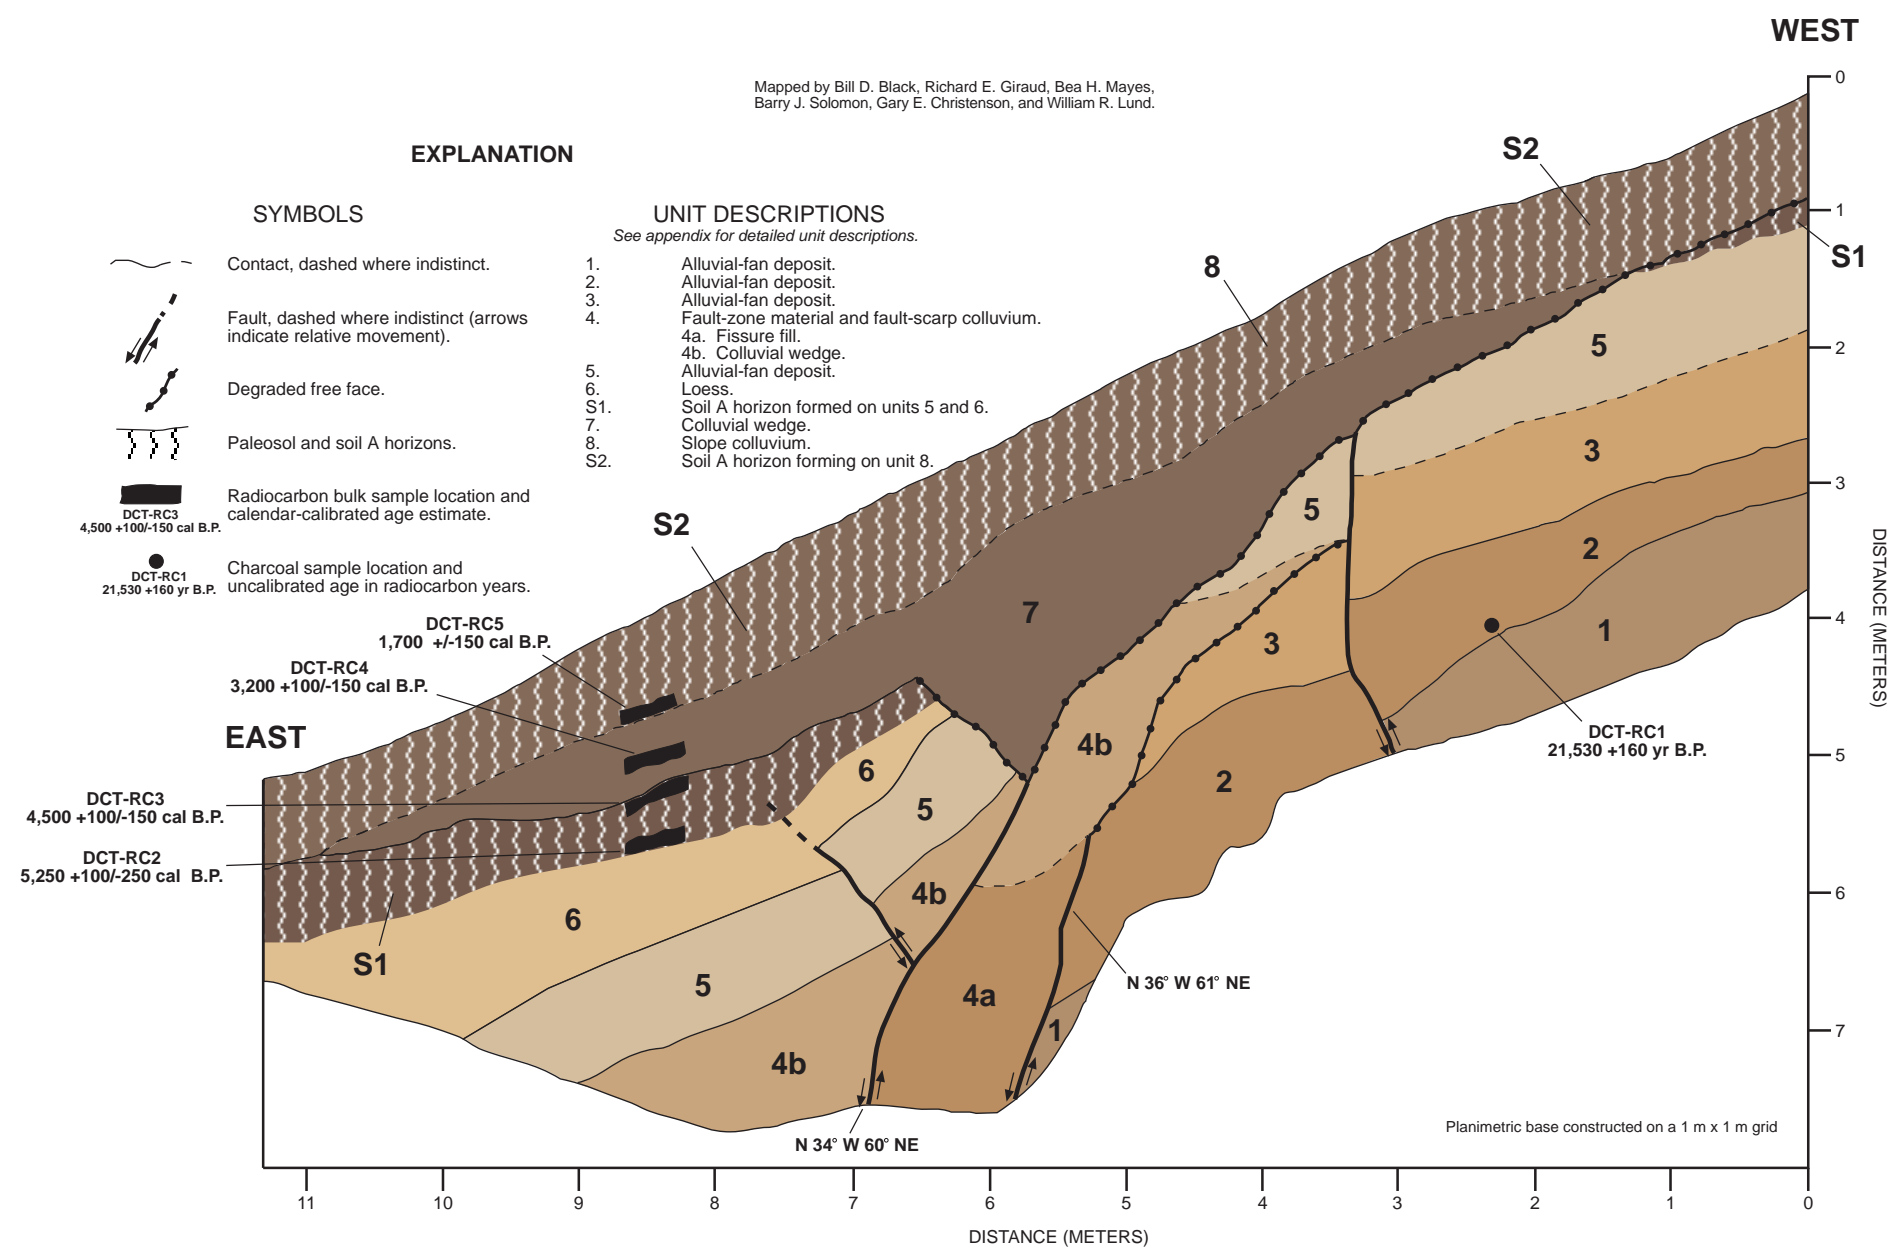 WEST
Mapped by Bill D. Black, Richard E. Giraud, Bea H. Mayes,
Barry J. Solomon, Gary E. Christenson, and William R. Lund.
EXPLANATION
SYMBOLS
Contact, dashed where indistinct.
Fault, dashed where indistinct (arrows
indicate relative movement).
Degraded free face.
Paleosol and soil A horizons.
DCT-RC3
4,500 +100/-150 cal B.P.
Radiocarbon bulk sample location and
calendar-calibrated age estimate.
DCT-RC1
21,530 +160 yr B.P.
Charcoal sample location and
uncalibrated age in radiocarbon years.
UNIT DESCRIPTIONS
See appendix for detailed unit descriptions.
1. Alluvial-fan deposit.
2. Alluvial-fan deposit.
3. Alluvial-fan deposit.
4. Fault-zone material and fault-scarp colluvium.
4a. Fissure fill.
4b. Colluvial wedge.
5. Alluvial-fan deposit.
6. Loess.
S1. Soil A horizon formed on units 5 and 6.
7. Colluvial wedge.
8. Slope colluvium.
S2. Soil A horizon forming on unit 8.
S2
S1
8
5
3
2
1
S2
5
7
3
DCT-RC5
1,700 +/-150 cal B.P.
DCT-RC4
3,200 +100/-150 cal B.P.
EAST
DCT-RC3
4,500 +100/-150 cal B.P.
DCT-RC2
5,250 +100/-250 cal B.P.
DCT-RC1
21,530 +160 yr B.P.
4b
6
5
2
4b
6
S1
5
4a
N 36° W 61° NE
1
4b
N 34° W 60° NE
Planimetric base constructed on a 1 m x 1 m grid
0
1
2
3
4
5
6
7
DISTANCE (METERS)
11 10 9 8 7 6 5 4 3 2 1 0
DISTANCE (METERS)